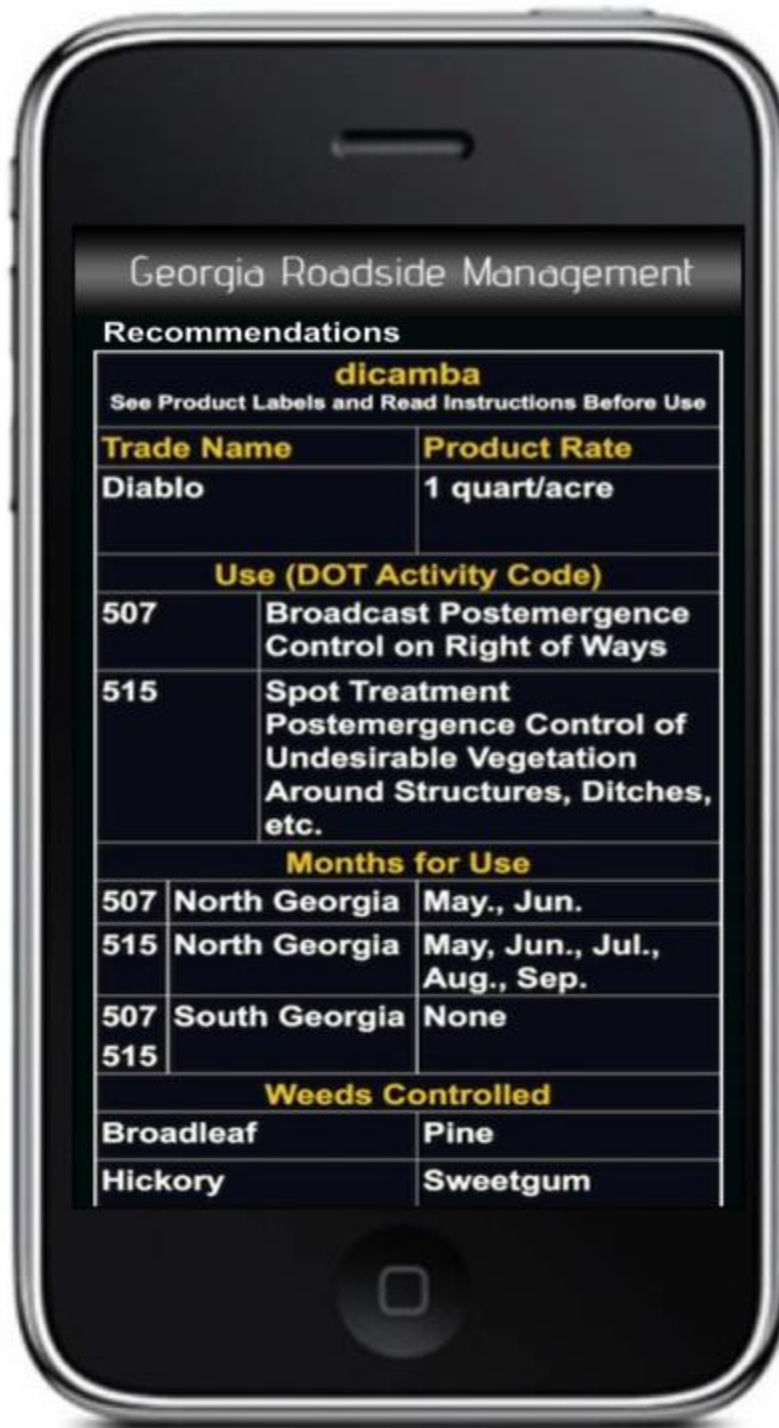 Georgia Roadside Management
Recommendations
dicamba
See Product Labels and Read Instructions Before Use
Trade Name Product Rate
Diablo 1 quart/acre
Use (DOT Activity Code)
507 Broadcast Postemergence
Control on Right of Ways
515 Spot Treatment
Postemergence Control of
Undesirable Vegetation
Around Structures, Ditches,
etc.
Months for Use
507 North Georgia May., Jun.
515 North Georgia May, Jun., Jul.,
Aug., Sep.
507 South Georgia None
515
Weeds Controlled
Broadleaf Pine
Hickory Sweetgum